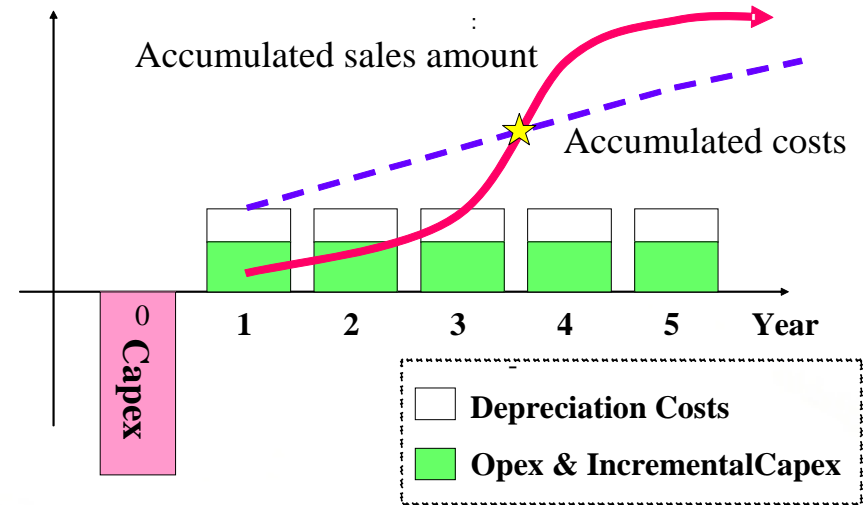 :
Accumulated sales amount
Accumulated costs
0
Capex
1 2 3 4 5 Year
-
Depreciation Costs
Opex & IncrementalCapex